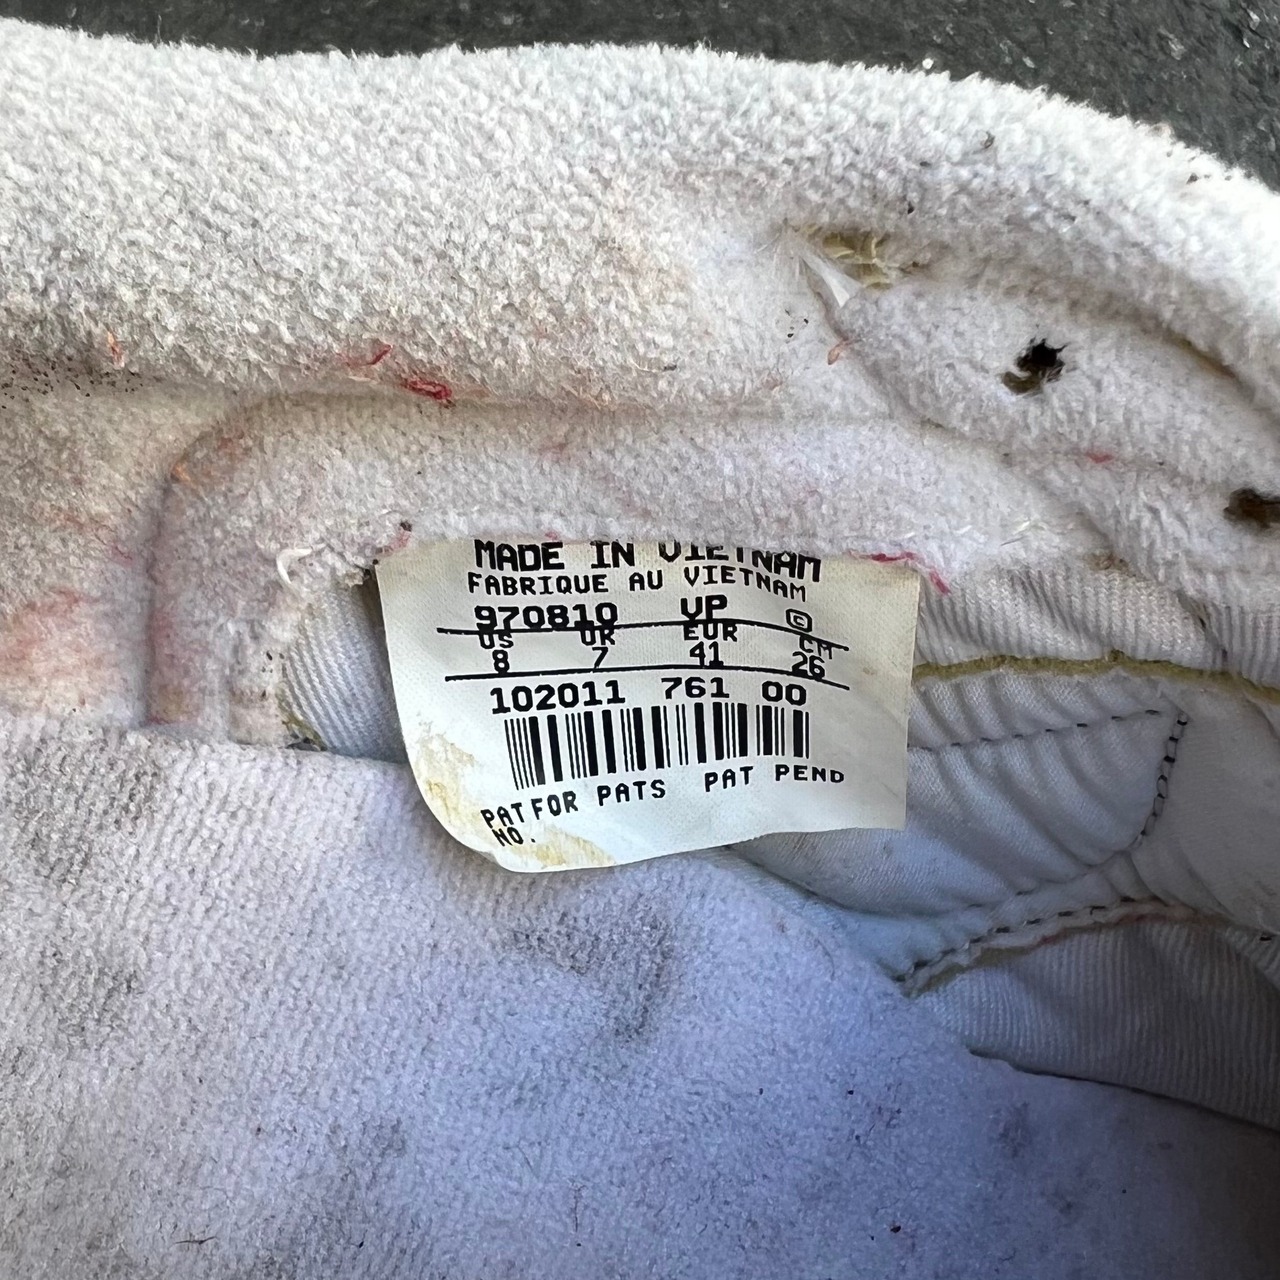 MADE IN VIETNAM
FABRIQUE AU VIETNAM
970810 VP ©
US UK EUR CM
8 7 41 26
102011 761 00
PAT FOR PATS PAT PEND
NO.